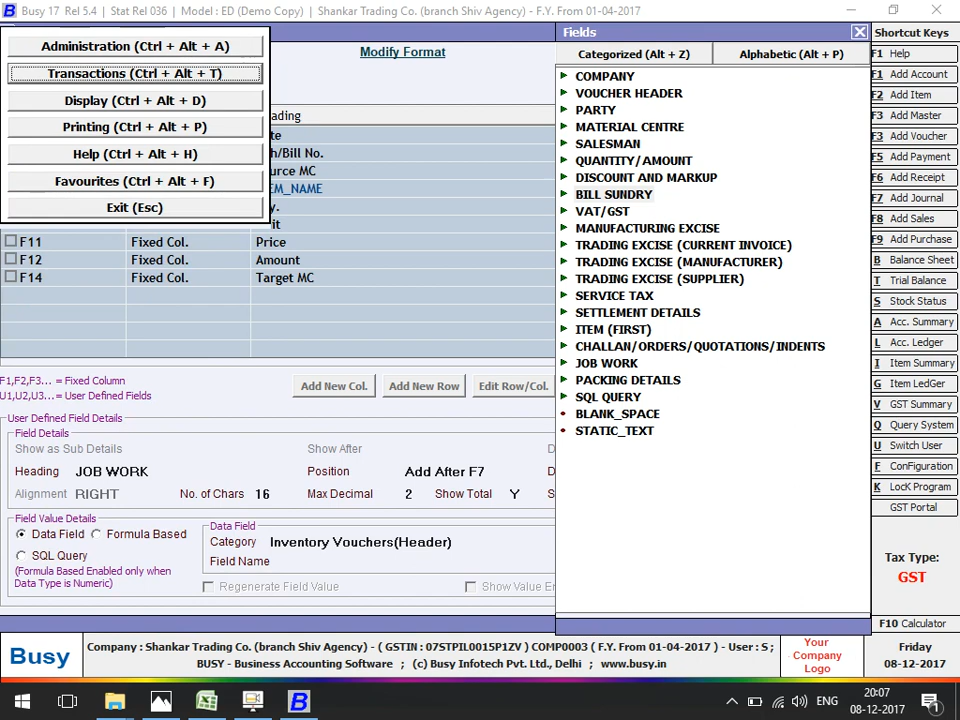 Busy 17 Rel 5.4 | Stat Rel 036 | Model : ED (Demo Copy) | Shankar Trading Co. (branch Shiv Agency) - F.Y. From 01-04-2017
Administration (Ctrl + Alt + A)
Transactions (Ctrl + Alt + T)
Display (Ctrl + Alt + D)
Printing (Ctrl + Alt + P)
Help (Ctrl + Alt + H)
Favourites (Ctrl + Alt + F)
Exit (Esc)
Modify Format
ading
te
h/Bill No.
urce MC
EM_NAME
y.
it
F11 Fixed Col. Price
F12 Fixed Col. Amount
F14 Fixed Col. Target MC
F1,F2,F3... = Fixed Column
U1,U2,U3... = User Defined Fields
Add New Col. Add New Row Edit Row/Col.
User Defined Field Details
Field Details
Show as Sub Details Show After D
Heading JOB WORK Position Add After F7 D
Alignment RIGHT No. of Chars 16 Max Decimal 2 Show Total Y S
Field Value Details
Data Field Formula Based
SQL Query
(Formula Based Enabled only when
Data Type is Numeric)
Data Field
Category Inventory Vouchers(Header)
Field Name
Regenerate Field Value Show Value En
Fields
Categorized (Alt + Z) Alphabetic (Alt + P)
COMPANY
VOUCHER HEADER
PARTY
MATERIAL CENTRE
SALESMAN
QUANTITY/AMOUNT
DISCOUNT AND MARKUP
BILL SUNDRY
VAT/GST
MANUFACTURING EXCISE
TRADING EXCISE (CURRENT INVOICE)
TRADING EXCISE (MANUFACTURER)
TRADING EXCISE (SUPPLIER)
SERVICE TAX
SETTLEMENT DETAILS
ITEM (FIRST)
CHALLAN/ORDERS/QUOTATIONS/INDENTS
JOB WORK
PACKING DETAILS
SQL QUERY
BLANK_SPACE
STATIC_TEXT
Shortcut Keys
F1 Help
F1 Add Account
F2 Add Item
F3 Add Master
F3 Add Voucher
F5 Add Payment
F6 Add Receipt
F7 Add Journal
F8 Add Sales
F9 Add Purchase
B Balance Sheet
T Trial Balance
S Stock Status
A Acc. Summary
L Acc. Ledger
I Item Summary
G Item LedGer
V GST Summary
Q Query System
U Switch User
F ConFiguration
K LocK Program
GST Portal
Tax Type:
GST
F10 Calculator
Busy
Company : Shankar Trading Co. (branch Shiv Agency) - ( GSTIN : 07STPIL0015P1ZV ) COMP0003 ( F.Y. From 01-04-2017 ) - User : S ;
BUSY - Business Accounting Software ; (c) Busy Infotech Pvt. Ltd., Delhi ; www.busy.in
Your
Company
Logo
Friday
08-12-2017
ENG
20:07
08-12-2017
1